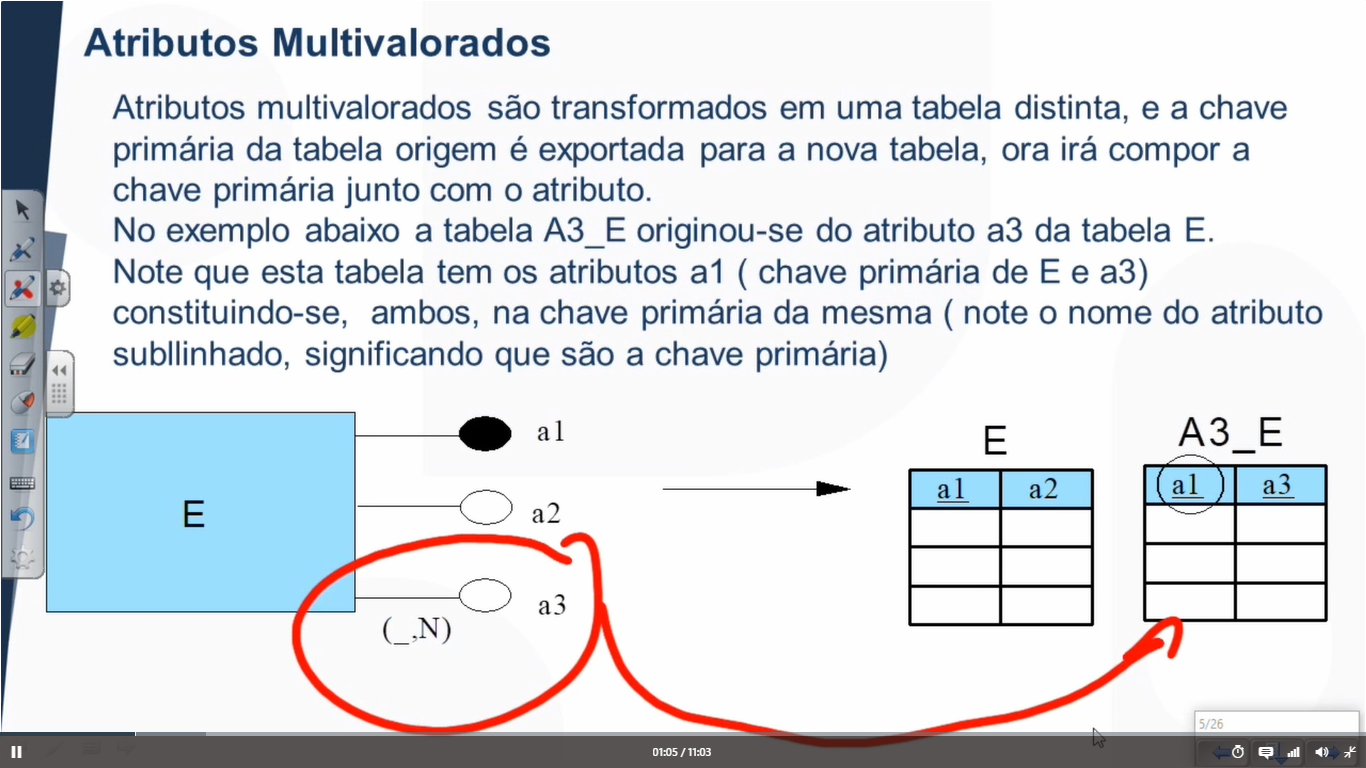 Atributos Multivalorados
Atributos multivalorados são transformados em uma tabela distinta, e a chave
primária da tabela origem é exportada para a nova tabela, ora irá compor a
chave primária junto com o atributo.
No exemplo abaixo a tabela A3_E originou-se do atributo a3 da tabela E.
Note que esta tabela tem os atributos a1 ( chave primária de E e a3)
constituindo-se, ambos, na chave primária da mesma ( note o nome do atributo
subllinhado, significando que são a chave primária)
E
a1
a2
a3
(_,N)
E
a1 a2
A3_E
a1 a3
5/26
01:05 / 11:03